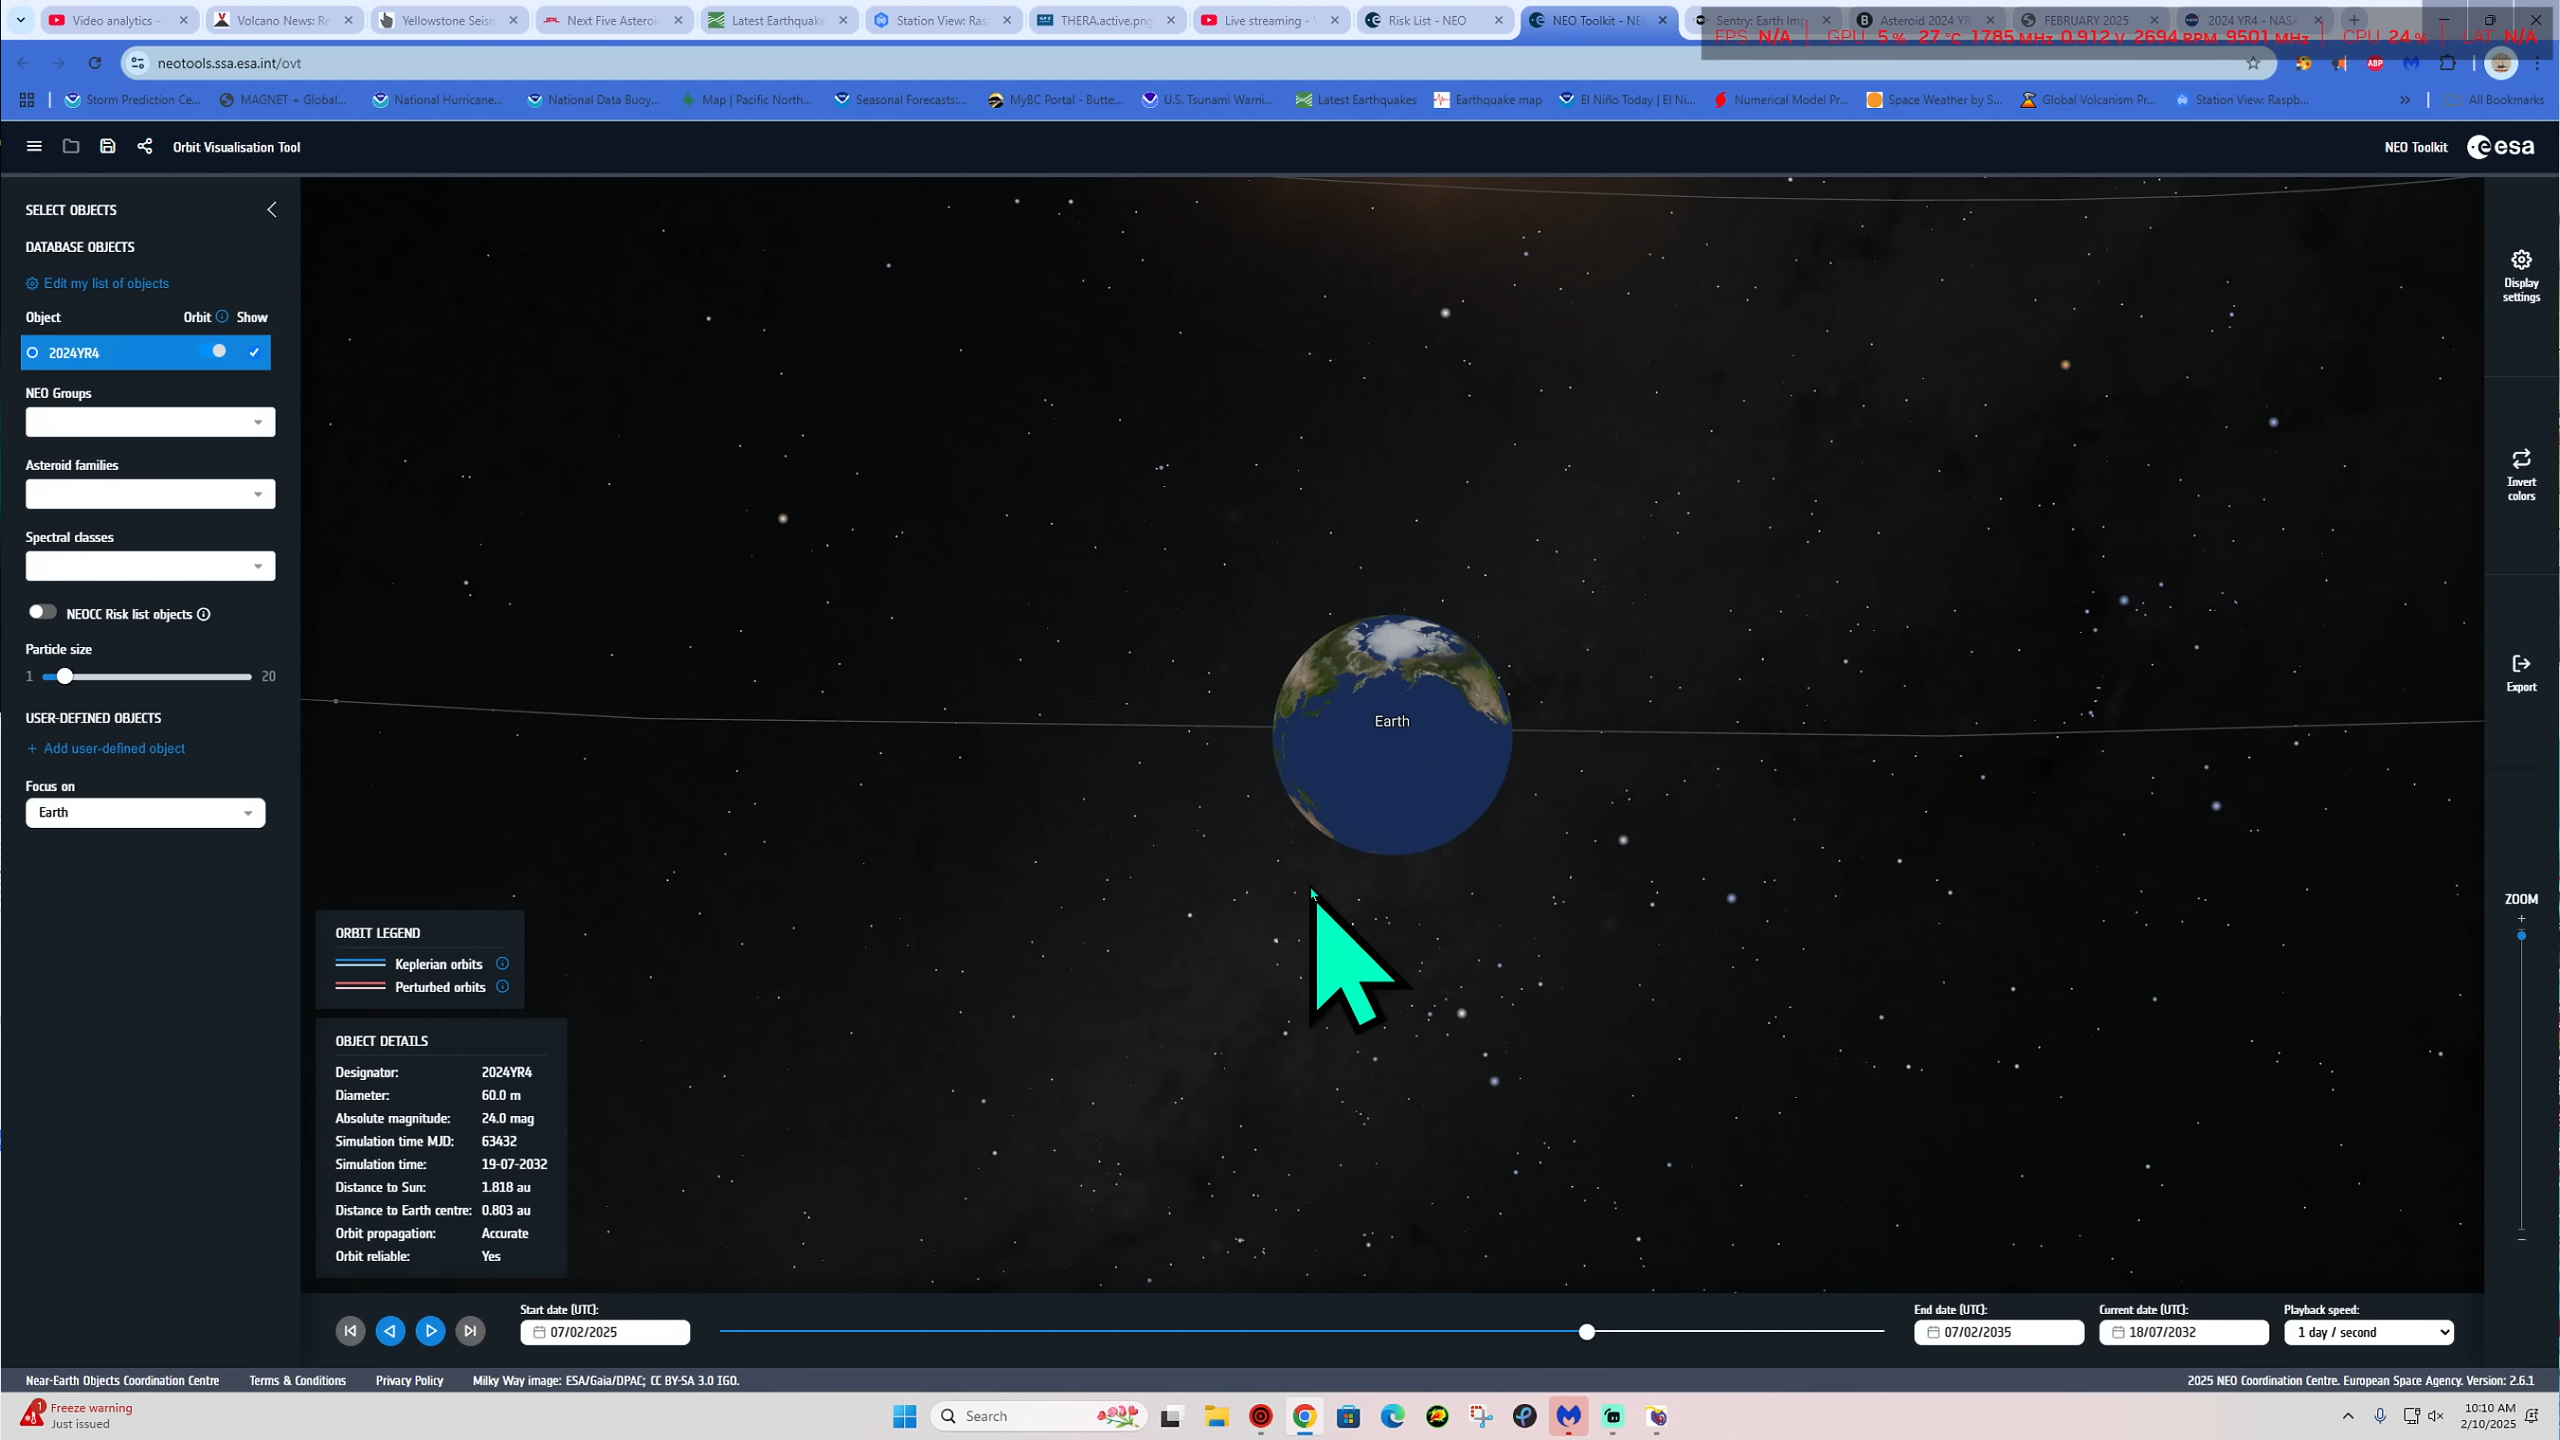 Video analytics -
Volcano News: Re
Yellowstone Seism
JPL Next Five Asteroid
Latest Earthquake
Station View: Ras
THERA.active.png
Live streaming -
Risk List - NEO
NEO Toolkit - NE
Sentry: Earth Imp
Asteroid 2024 YR
FEBRUARY 2025
2024 YR4 - NASA
FPS N/A GPU 5 % 27 °C 1785 MHz 0.912 V 2694 RPM 9501 MHz CPU 24 % LAT N/A
neotools.ssa.esa.int/ovt
ABP
Storm Prediction Ce...
MAGNET + Global...
National Hurricane...
National Data Buoy...
Map | Pacific North...
Seasonal Forecasts:...
MyBC Portal - Butte...
U.S. Tsunami Warni...
Latest Earthquakes
Earthquake map
El Niño Today | El Ni...
Numerical Model Pr...
Space Weather by S...
Global Volcanism Pr...
Station View: Raspb...
All Bookmarks
Orbit Visualisation Tool
NEO Toolkit
esa
SELECT OBJECTS
DATABASE OBJECTS
Edit my list of objects
Object Orbit Show
2024YR4
NEO Groups
Asteroid families
Spectral classes
NEOCC Risk list objects
Particle size
1 20
USER-DEFINED OBJECTS
+ Add user-defined object
Focus on
Earth
Earth
Display
settings
Invert
colors
Export
ZOOM
+
−
ORBIT LEGEND
Keplerian orbits
Perturbed orbits
OBJECT DETAILS
Designator: 2024YR4
Diameter: 60.0 m
Absolute magnitude: 24.0 mag
Simulation time MJD: 63432
Simulation time: 19-07-2032
Distance to Sun: 1.818 au
Distance to Earth centre: 0.803 au
Orbit propagation: Accurate
Orbit reliable: Yes
Start date (UTC):
07/02/2025
End date (UTC):
07/02/2035
Current date (UTC):
18/07/2032
Playback speed:
1 day / second
Near-Earth Objects Coordination Centre Terms & Conditions Privacy Policy Milky Way image: ESA/Gaia/DPAC; CC BY-SA 3.0 IGO.
2025 NEO Coordination Centre. European Space Agency. Version: 2.6.1
1
Freeze warning
Just issued
Search
10:10 AM
2/10/2025